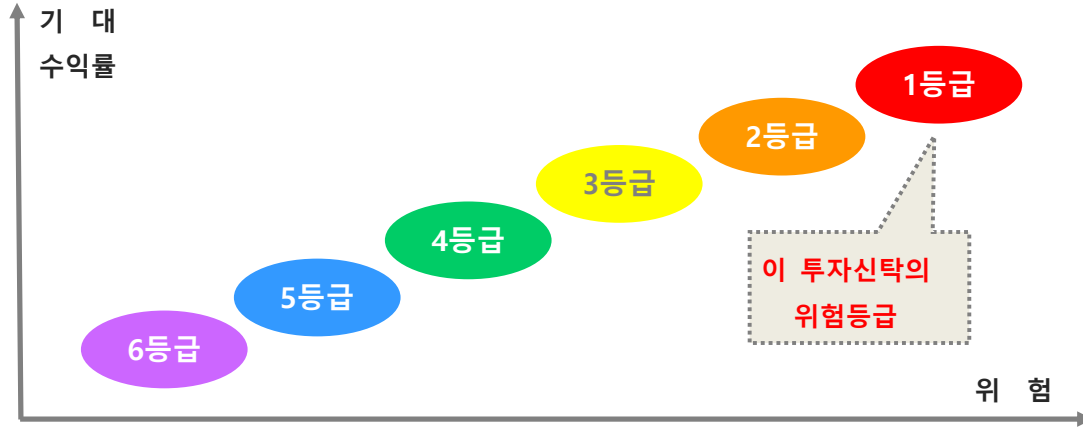 기 대
수익률
1등급
2등급
3등급
4등급
이 투자신탁의
위험등급
5등급
6등급
위 험